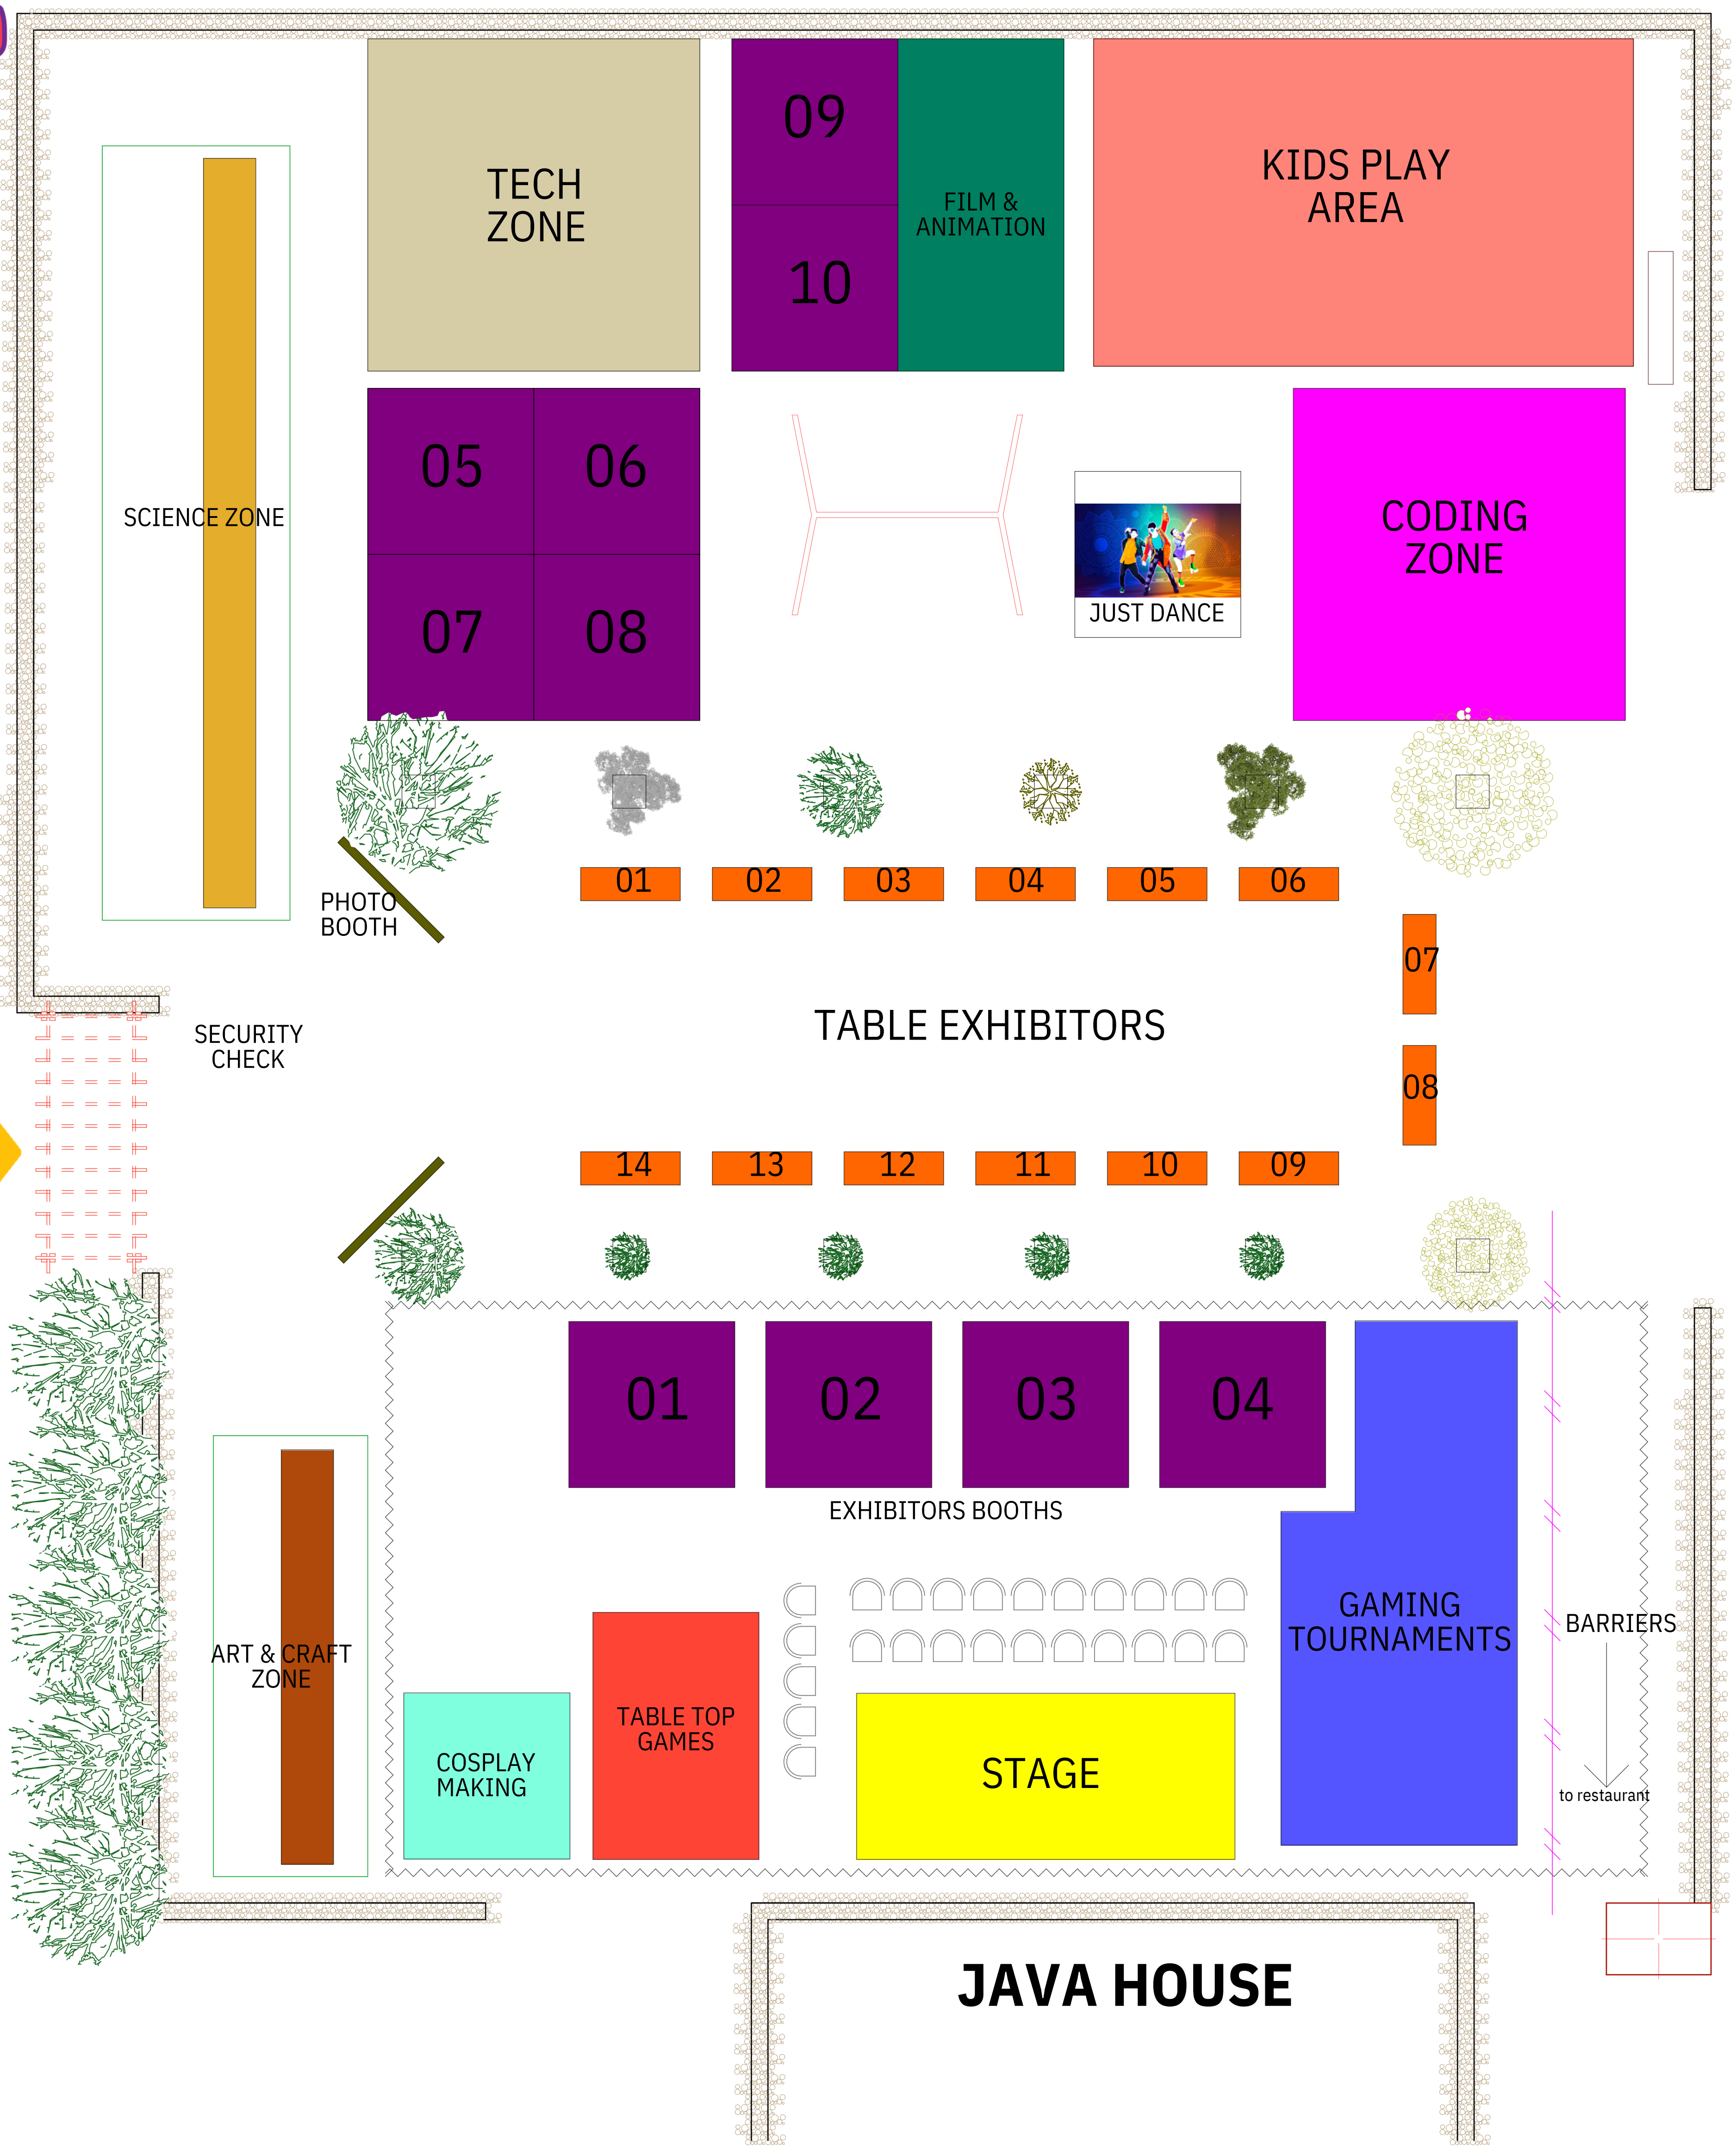 TECH
ZONE
09
10
FILM &
ANIMATION
KIDS PLAY
AREA
SCIENCE ZONE
05
06
07
08
JUST DANCE
CODING
ZONE
PHOTO
BOOTH
01
02
03
04
05
06
07
08
SECURITY
CHECK
TABLE EXHIBITORS
14
13
12
11
10
09
01
02
03
04
EXHIBITORS BOOTHS
ART & CRAFT
ZONE
COSPLAY
MAKING
TABLE TOP
GAMES
STAGE
GAMING
TOURNAMENTS
BARRIERS
to restaurant
JAVA HOUSE